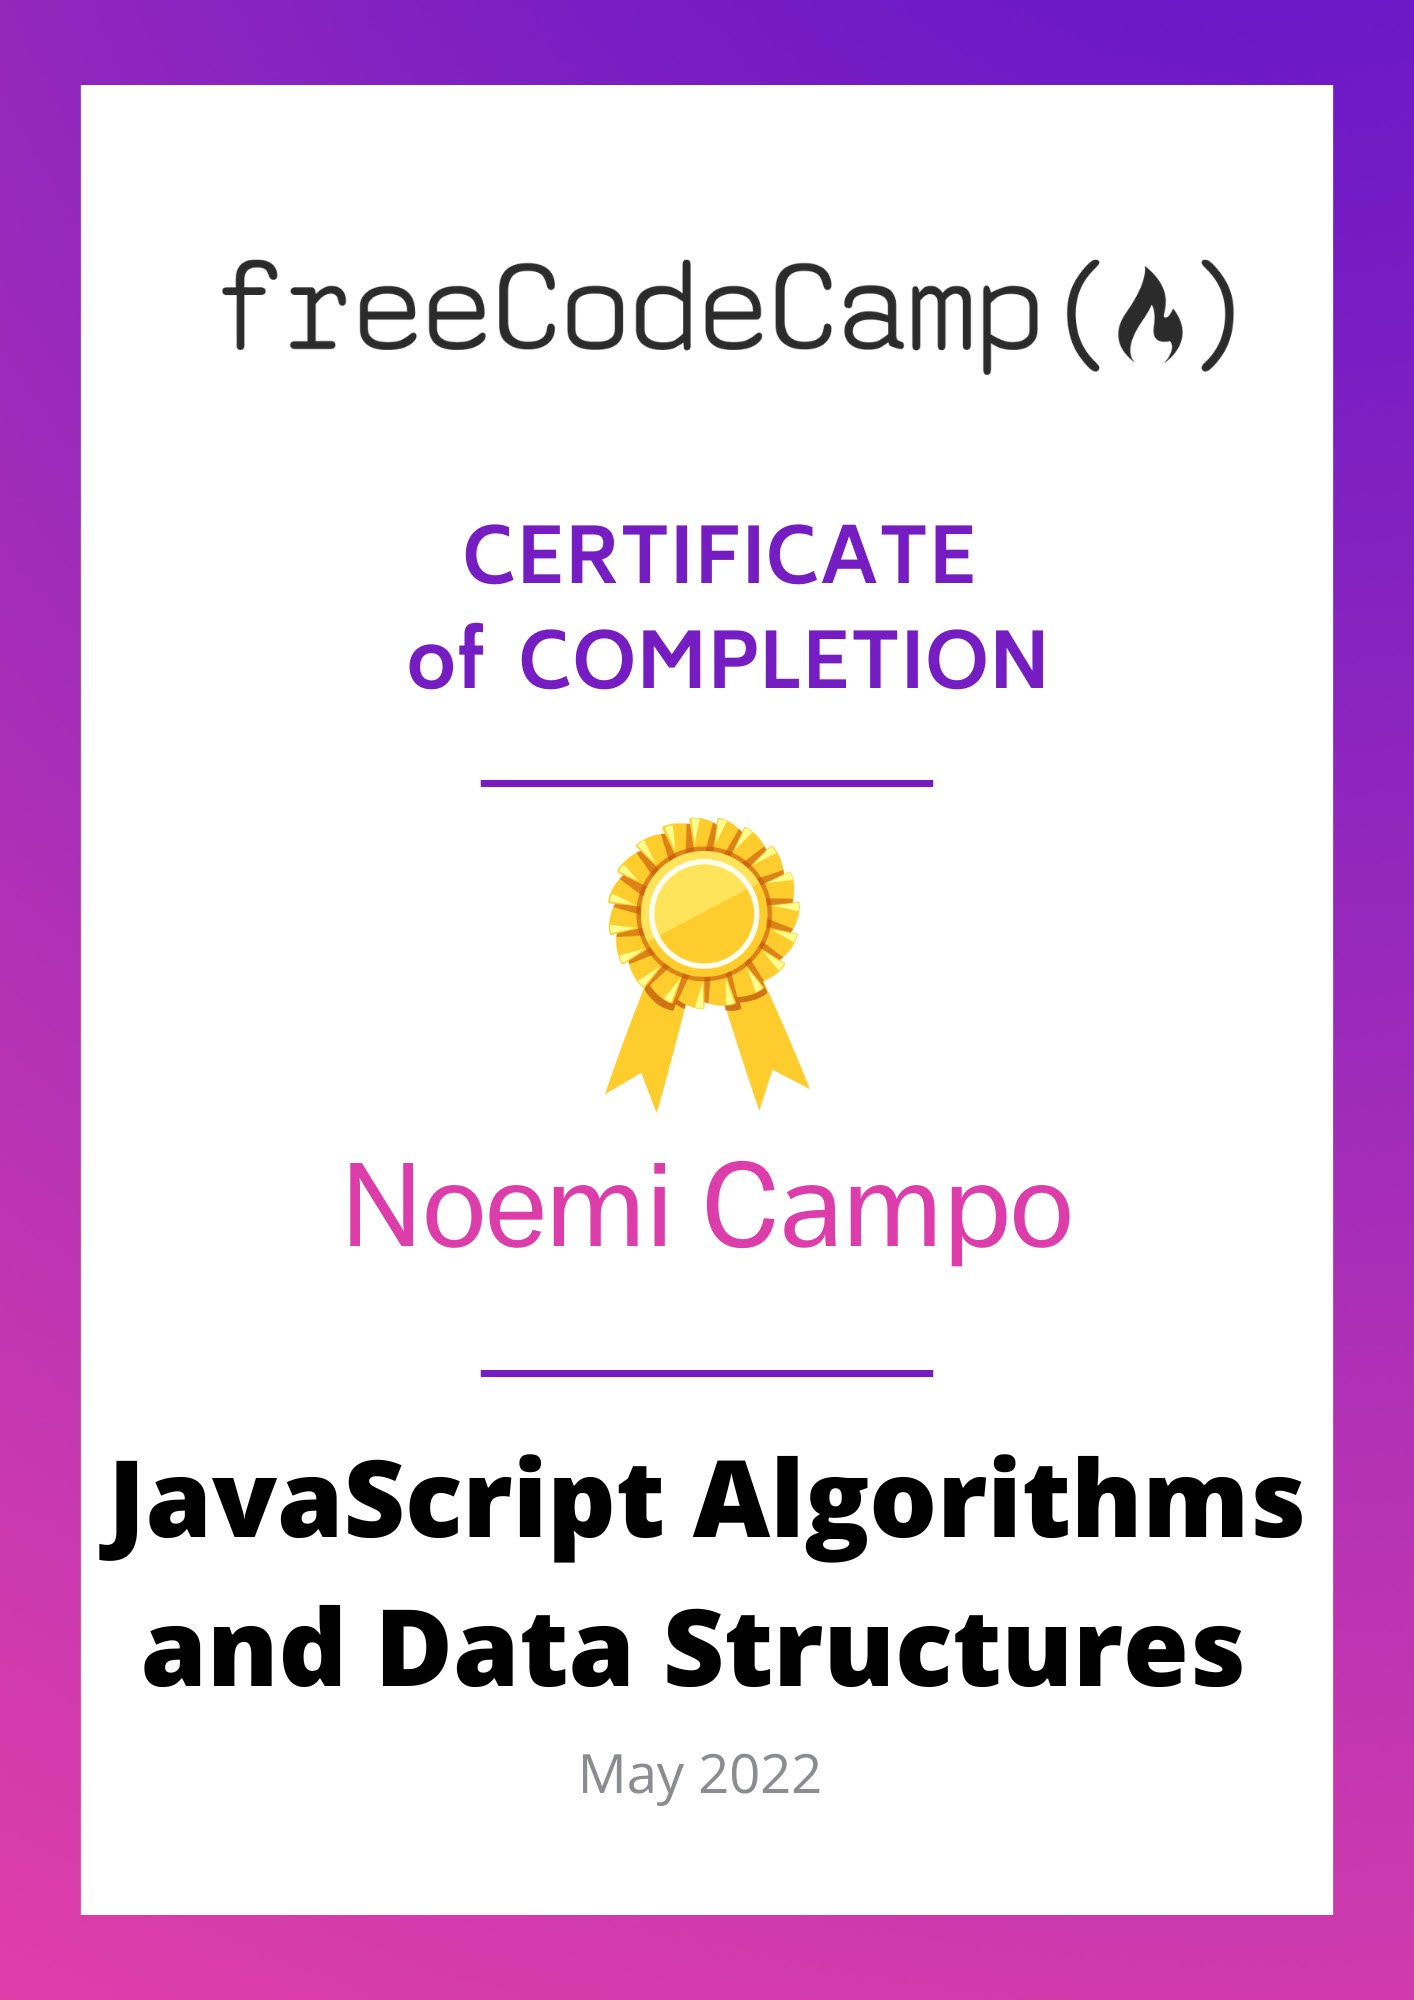 freeCodeCamp(🔥)
CERTIFICATE
of COMPLETION
Noemi Campo
JavaScript Algorithms
and Data Structures
May 2022